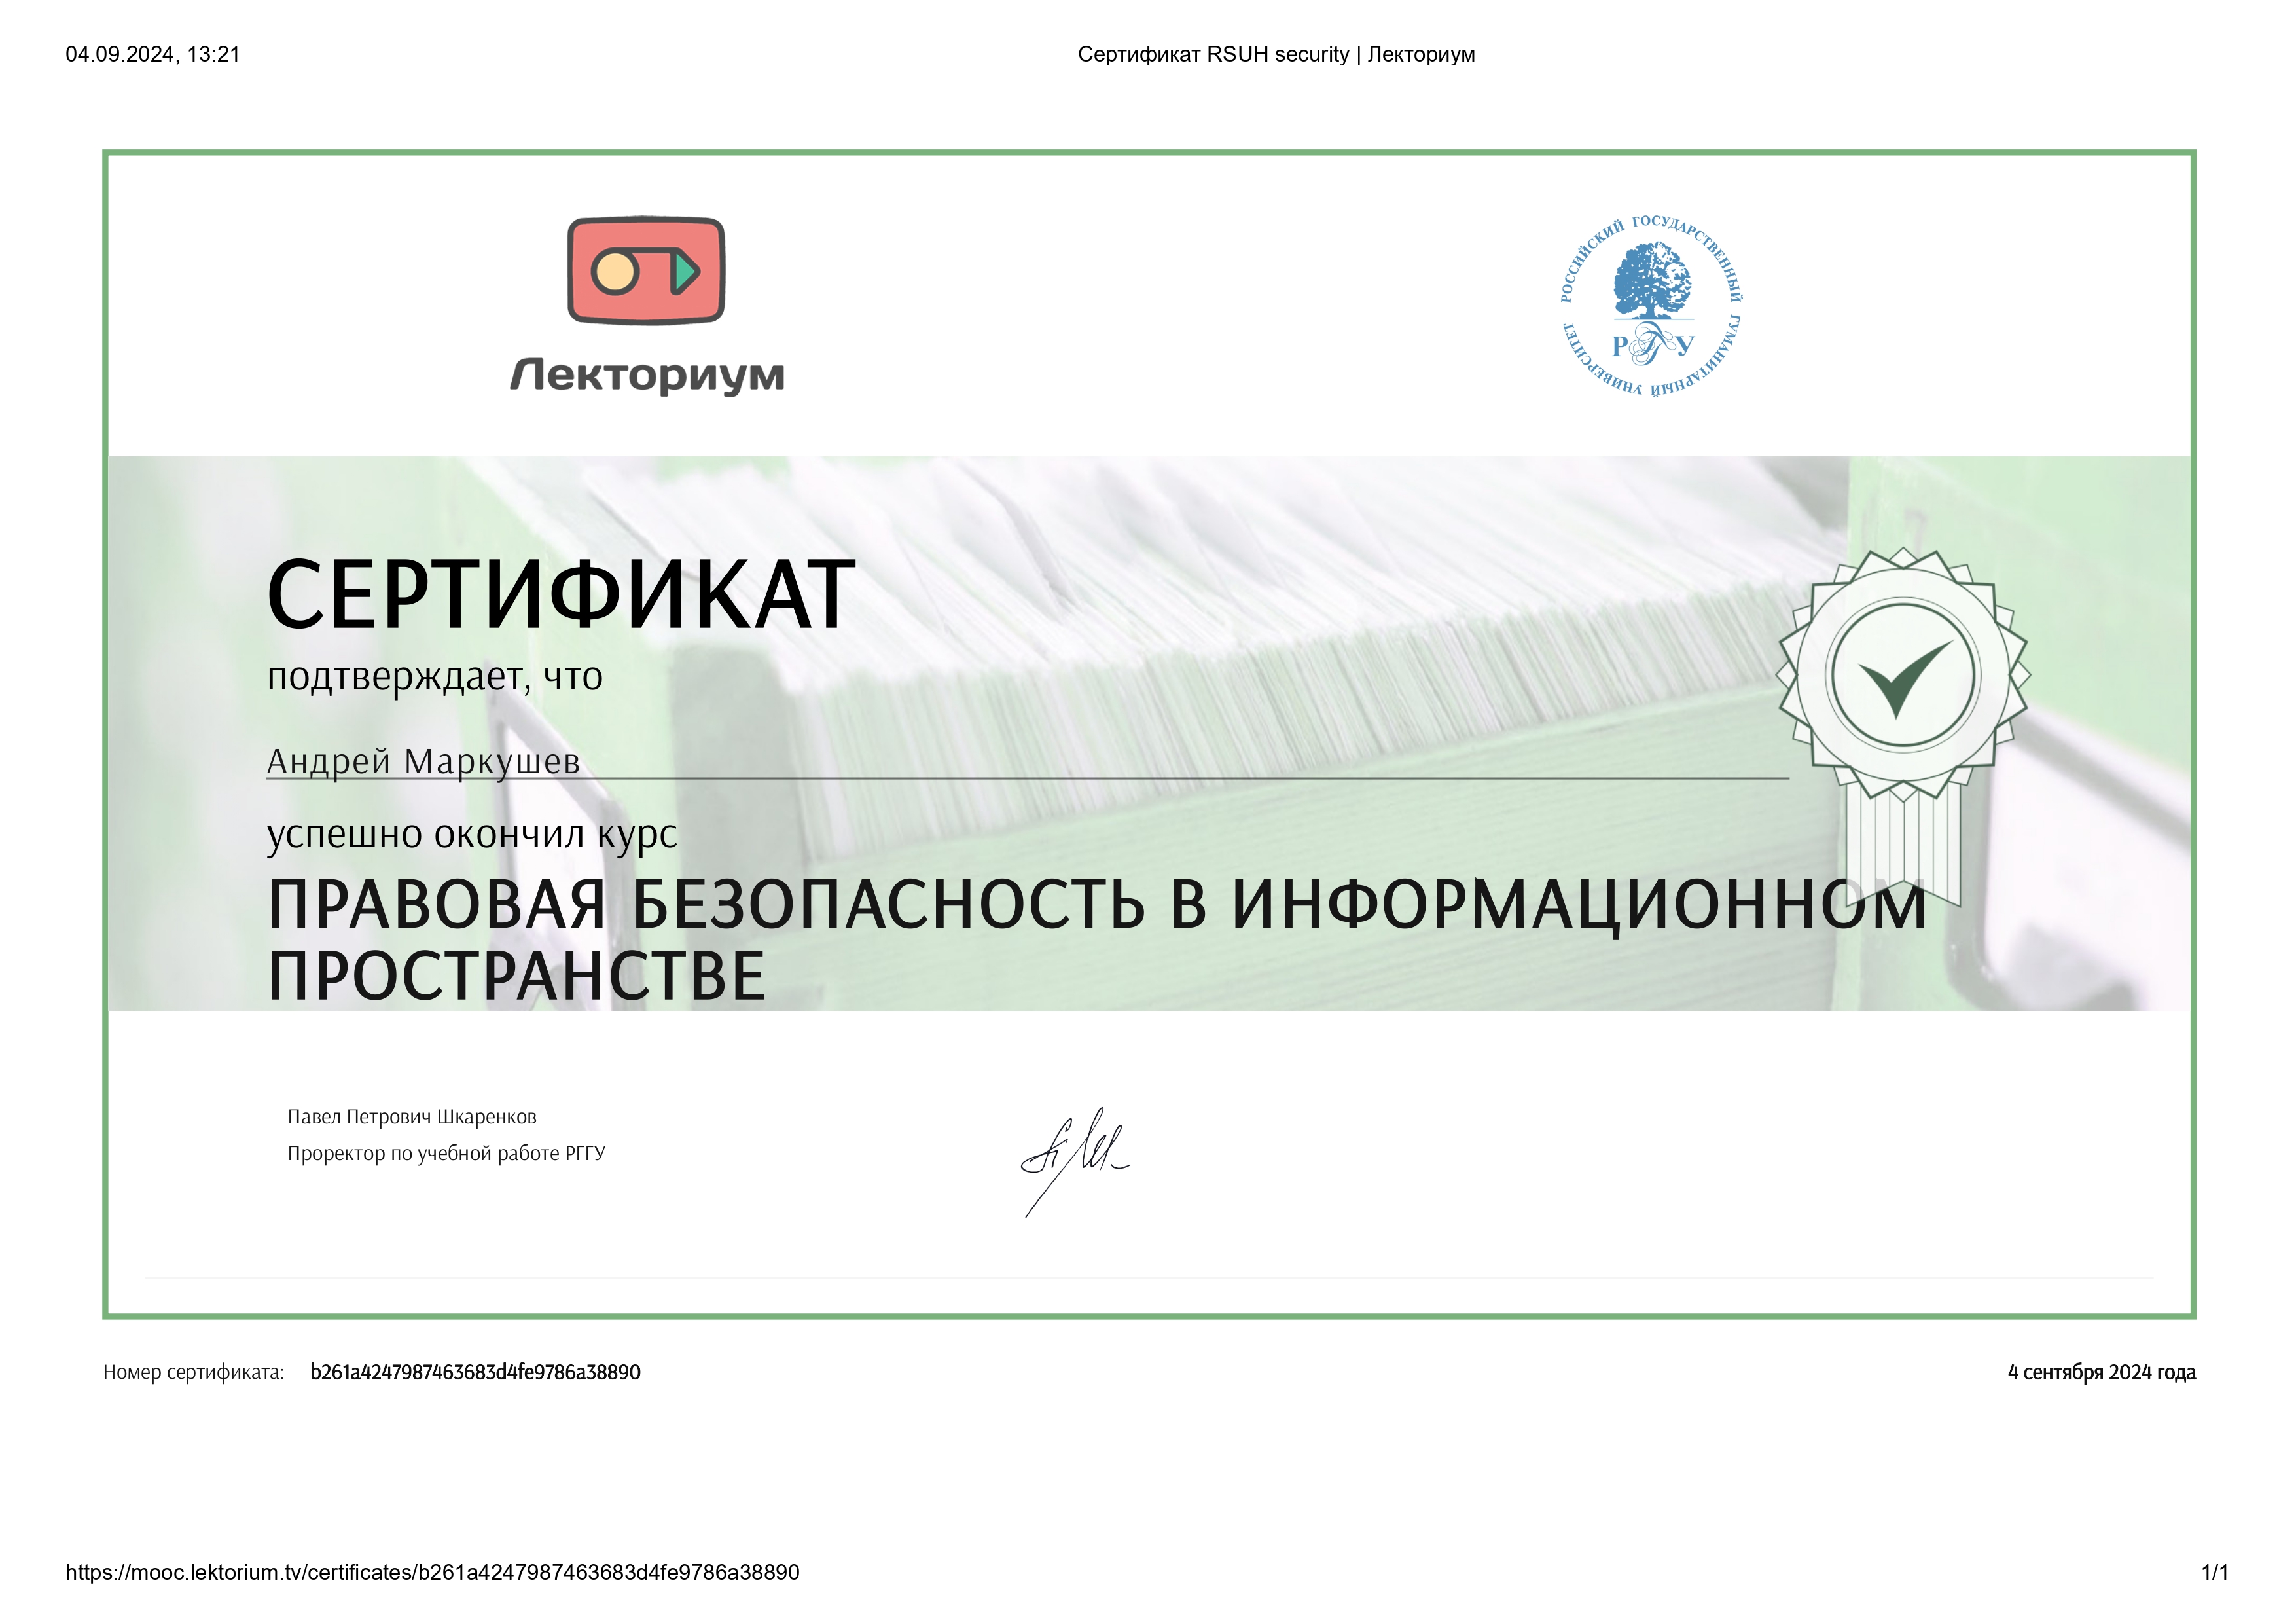 04.09.2024, 13:21
Сертификат RSUH security | Лекториум
Лекториум
РОССИЙСКИЙ ГОСУДАРСТВЕННЫЙ ГУМАНИТАРНЫЙ УНИВЕРСИТЕТ
РГГУ
СЕРТИФИКАТ
подтверждает, что
Андрей Маркушев
успешно окончил курс
ПРАВОВАЯ БЕЗОПАСНОСТЬ В ИНФОРМАЦИОННОМ
ПРОСТРАНСТВЕ
Павел Петрович Шкаренков
Проректор по учебной работе РГГУ
Номер сертификата: b261a4247987463683d4fe9786a38890
4 сентября 2024 года
https://mooc.lektorium.tv/certificates/b261a4247987463683d4fe9786a38890
1/1